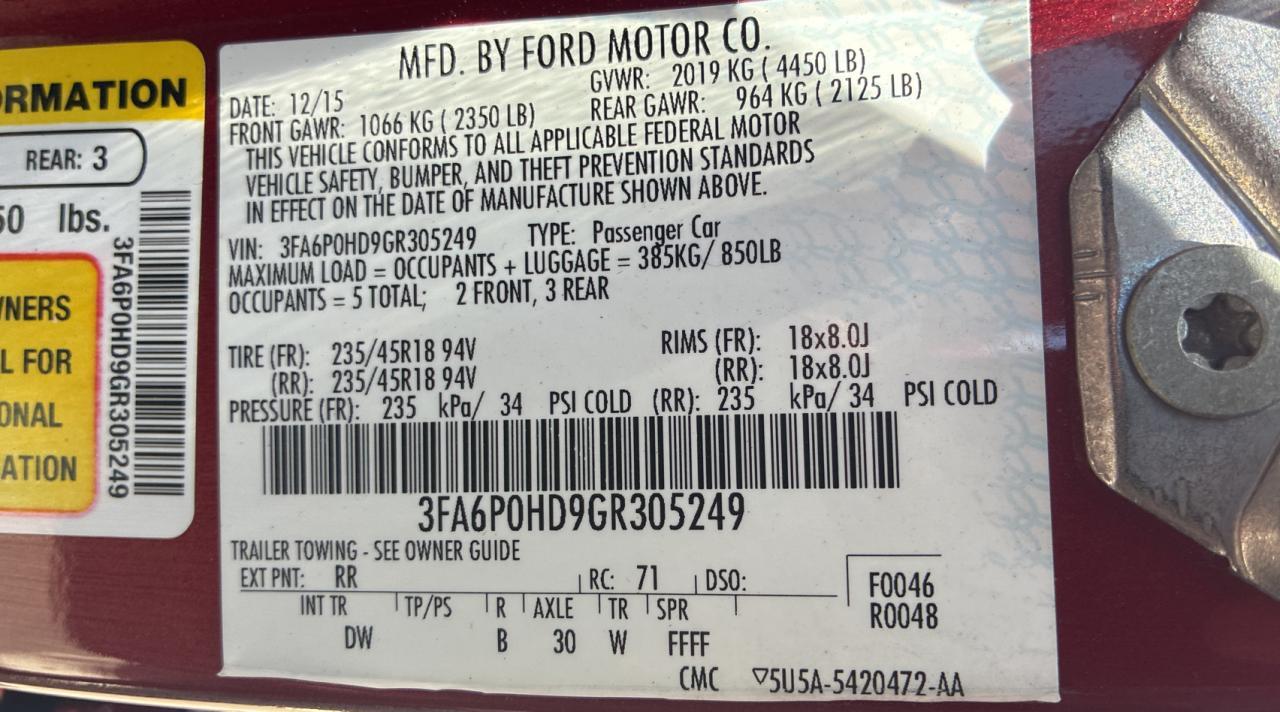 RMATION
REAR: 3
50 lbs.
3FA6P0HD9GR305249
WNERS
L FOR
ONAL
ATION
MFD. BY FORD MOTOR CO.
DATE: 12/15 GVWR: 2019 KG ( 4450 LB)
FRONT GAWR: 1066 KG ( 2350 LB) REAR GAWR: 964 KG ( 2125 LB)
THIS VEHICLE CONFORMS TO ALL APPLICABLE FEDERAL MOTOR
VEHICLE SAFETY, BUMPER, AND THEFT PREVENTION STANDARDS
IN EFFECT ON THE DATE OF MANUFACTURE SHOWN ABOVE.
VIN: 3FA6P0HD9GR305249 TYPE: Passenger Car
MAXIMUM LOAD = OCCUPANTS + LUGGAGE = 385KG/ 850LB
OCCUPANTS = 5 TOTAL; 2 FRONT, 3 REAR
TIRE (FR): 235/45R18 94V RIMS (FR): 18x8.0J
(RR): 235/45R18 94V (RR): 18x8.0J
PRESSURE (FR): 235 kPa/ 34 PSI COLD (RR): 235 kPa/ 34 PSI COLD
3FA6P0HD9GR305249
TRAILER TOWING - SEE OWNER GUIDE
EXT PNT: RR RC: 71 DSO:
F0046
R0048
INT TR TP/PS R AXLE TR SPR
DW B 30 W FFFF
CMC ▽5U5A-5420472-AA